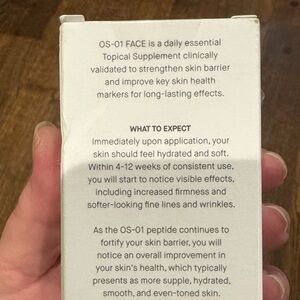 OS-01 FACE is a daily essential
Topical Supplement clinically
validated to strengthen skin barrier
and improve key skin health
markers for long-lasting effects.
WHAT TO EXPECT
Immediately upon application, your
skin should feel hydrated and soft.
Within 4-12 weeks of consistent use,
you will start to notice visible effects,
including increased firmness and
softer-looking fine lines and wrinkles.
As the OS-01 peptide continues to
fortify your skin barrier, you will
notice an overall improvement in
your skin's health, which typically
presents as more supple, hydrated,
smooth, and even-toned skin.